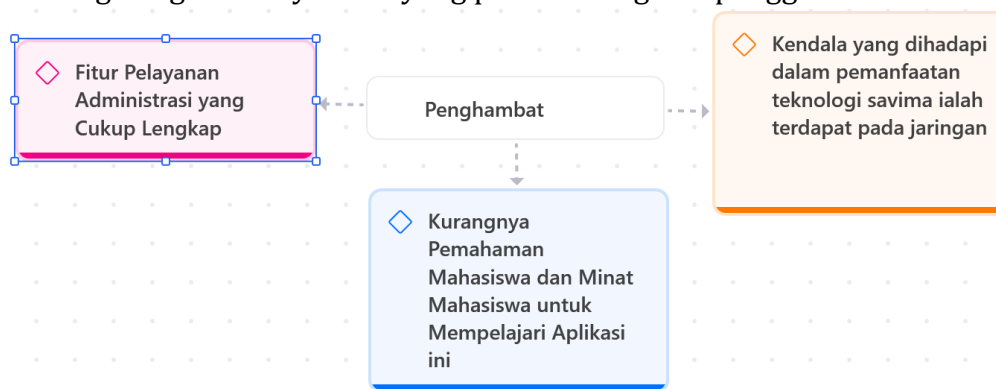 Fitur Pelayanan
Administrasi yang
Cukup Lengkap
Penghambat
Kendala yang dihadapi
dalam pemanfaatan
teknologi savima ialah
terdapat pada jaringan
Kurangnya
Pemahaman
Mahasiswa dan Minat
Mahasiswa untuk
Mempelajari Aplikasi
ini